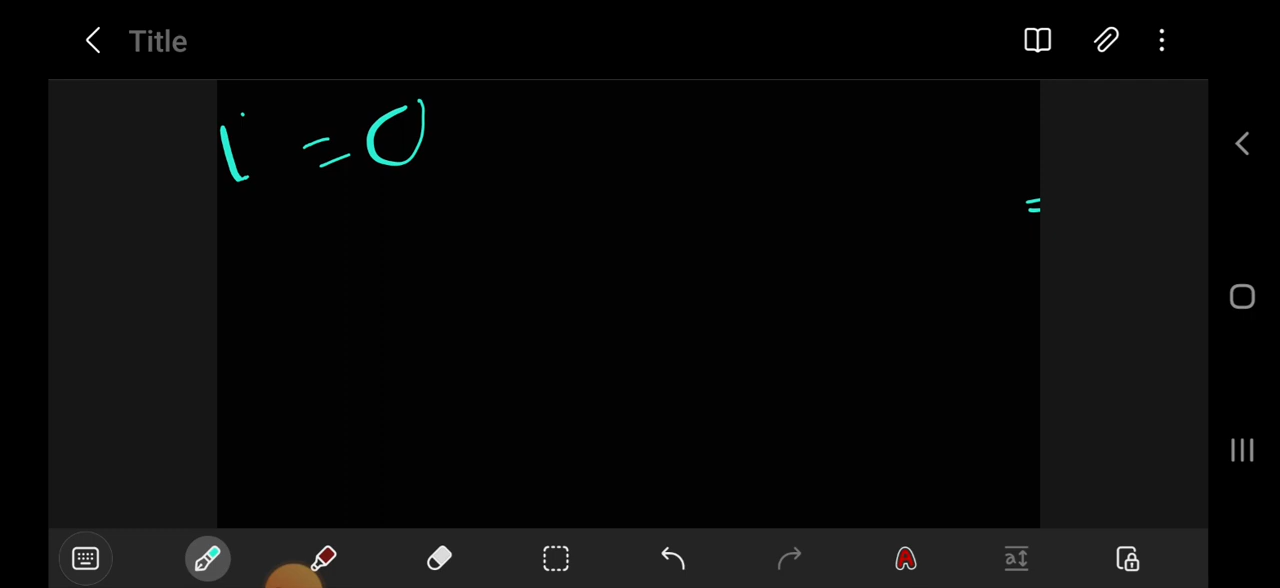 Title
i = 0
=